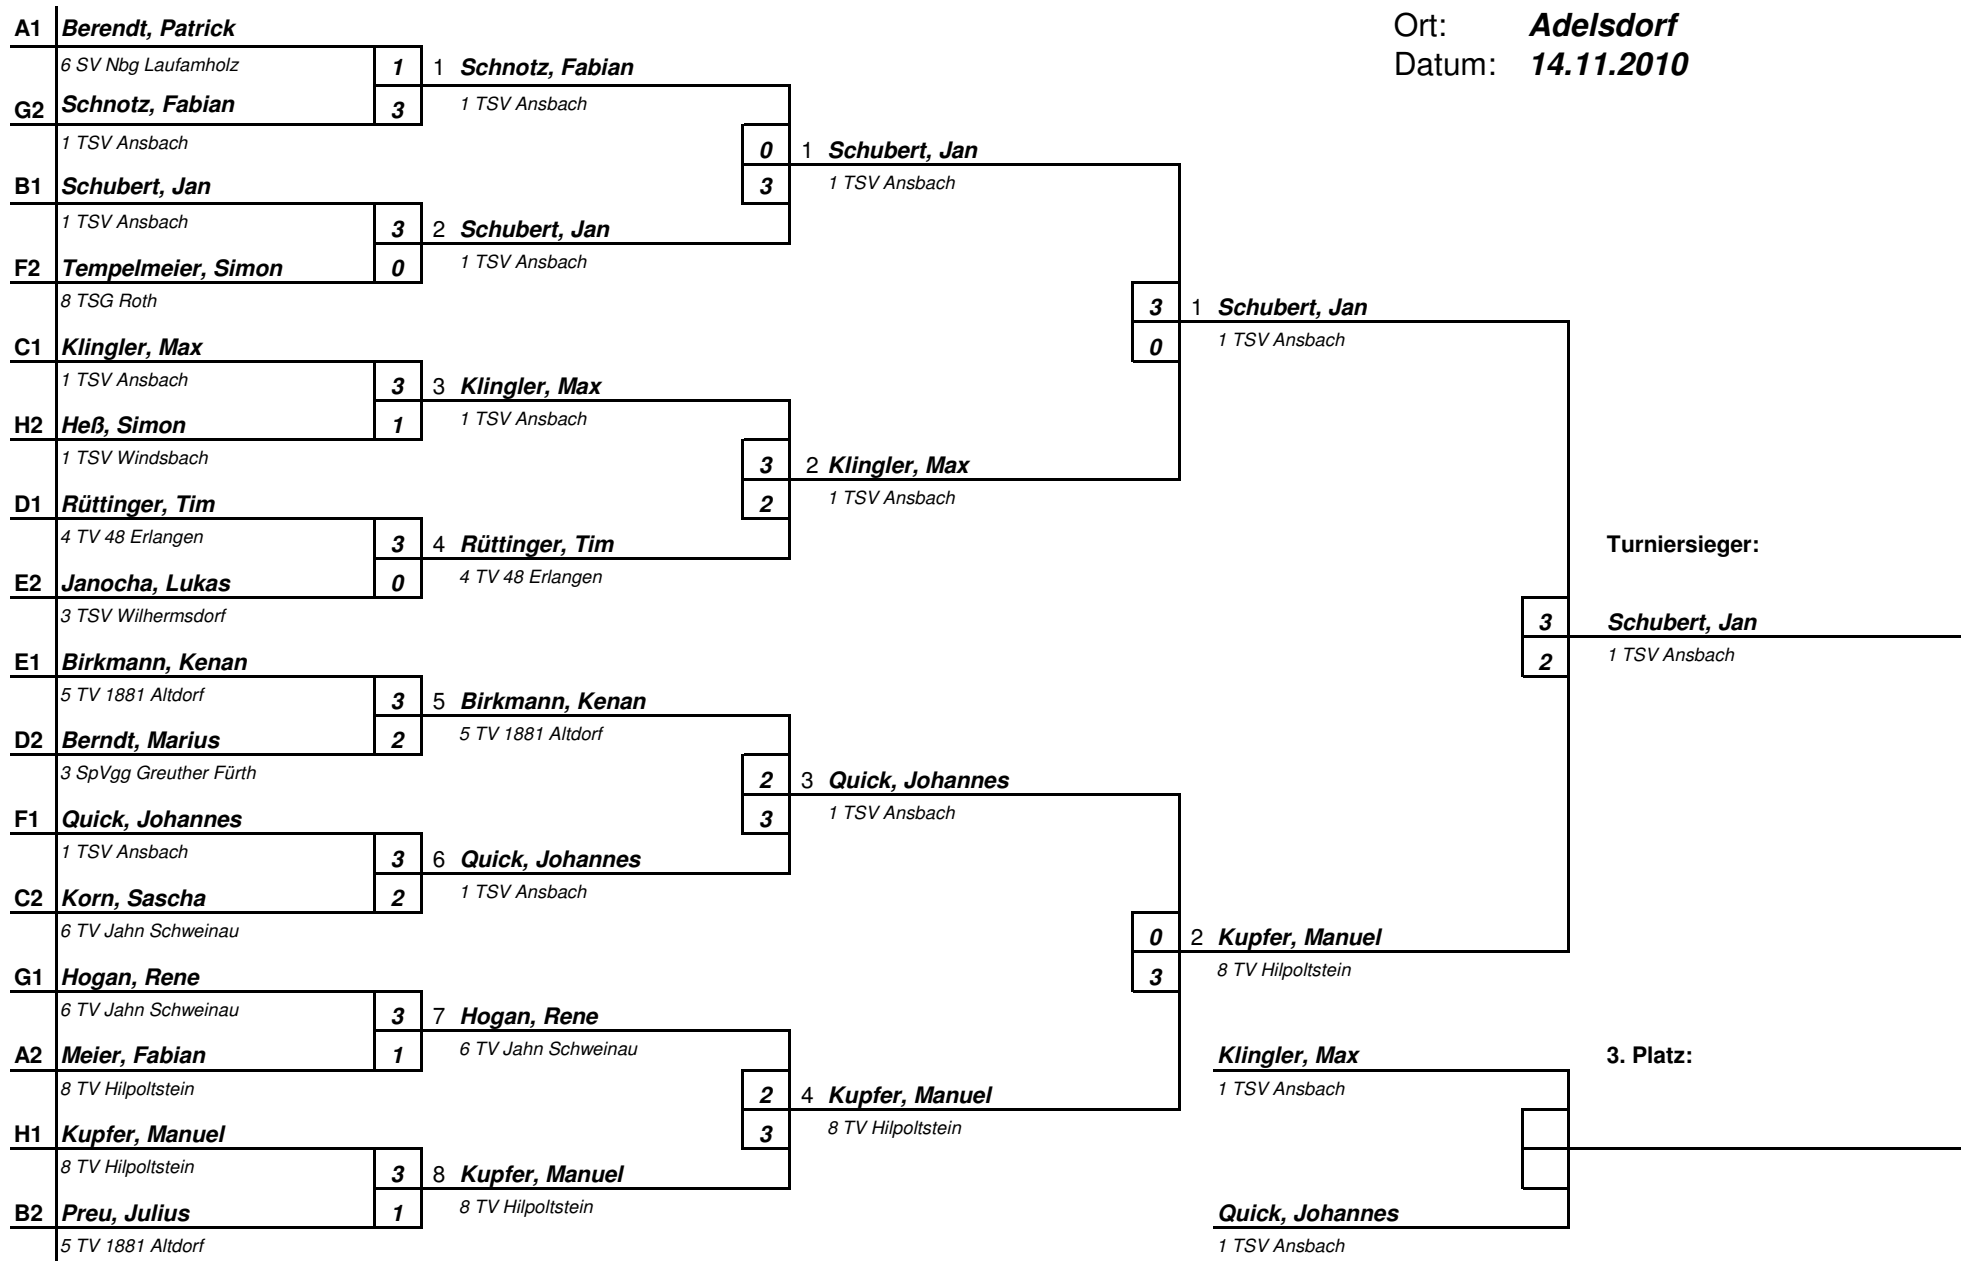 Ort: Adelsdorf
Datum: 14.11.2010
A1 Berendt, Patrick
6 SV Nbg Laufamholz 1
G2 Schnotz, Fabian 3
1 TSV Ansbach
B1 Schubert, Jan
1 TSV Ansbach 3
F2 Tempelmeier, Simon 0
8 TSG Roth
C1 Klingler, Max
1 TSV Ansbach 3
H2 Heß, Simon 1
1 TSV Windsbach
D1 Rüttinger, Tim
4 TV 48 Erlangen 3
E2 Janocha, Lukas 0
3 TSV Wilhermsdorf
E1 Birkmann, Kenan
5 TV 1881 Altdorf 3
D2 Berndt, Marius 2
3 SpVgg Greuther Fürth
F1 Quick, Johannes
1 TSV Ansbach 3
C2 Korn, Sascha 2
6 TV Jahn Schweinau
G1 Hogan, Rene
6 TV Jahn Schweinau 3
A2 Meier, Fabian 1
8 TV Hilpoltstein
H1 Kupfer, Manuel
8 TV Hilpoltstein 3
B2 Preu, Julius 1
5 TV 1881 Altdorf
1 Schnotz, Fabian
1 TSV Ansbach
0
3
2 Schubert, Jan
1 TSV Ansbach
3 Klingler, Max
1 TSV Ansbach
3
2
4 Rüttinger, Tim
4 TV 48 Erlangen
5 Birkmann, Kenan
5 TV 1881 Altdorf
2
3
6 Quick, Johannes
1 TSV Ansbach
7 Hogan, Rene
6 TV Jahn Schweinau
2
3
8 Kupfer, Manuel
8 TV Hilpoltstein
1 Schubert, Jan
1 TSV Ansbach
3
0
2 Klingler, Max
1 TSV Ansbach
3 Quick, Johannes
1 TSV Ansbach
0
3
4 Kupfer, Manuel
8 TV Hilpoltstein
1 Schubert, Jan
1 TSV Ansbach
3
2
2 Kupfer, Manuel
8 TV Hilpoltstein
Turniersieger:
Schubert, Jan
1 TSV Ansbach
Klingler, Max
1 TSV Ansbach
3. Platz:
Quick, Johannes
1 TSV Ansbach